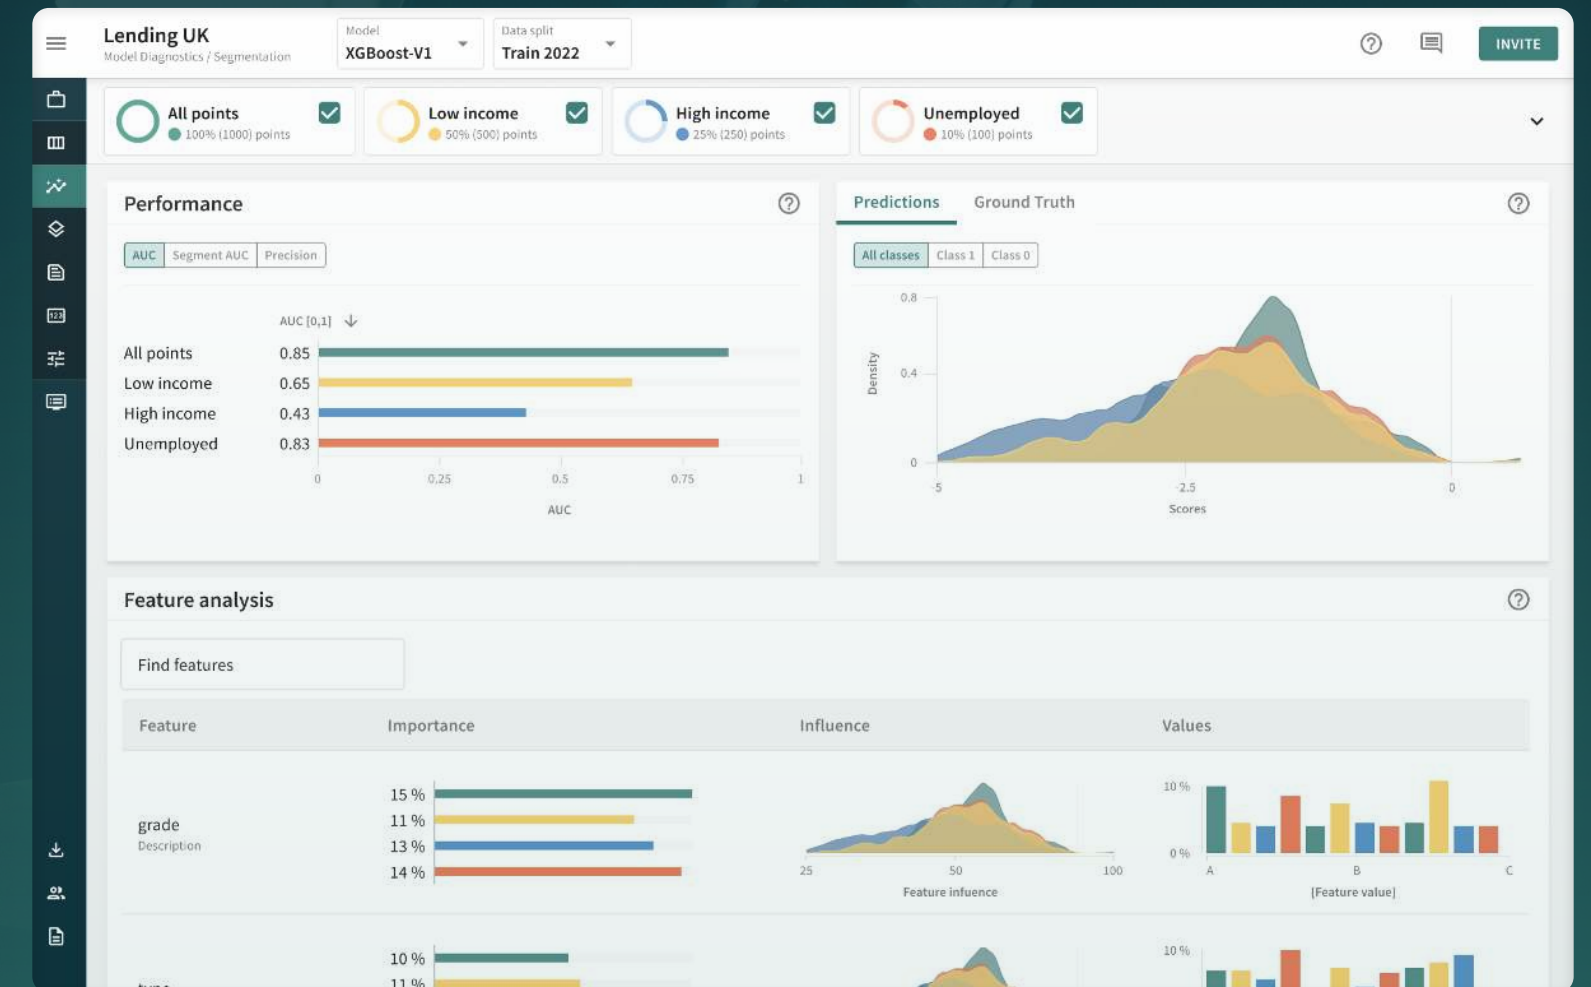 Lending UK
Model Diagnostics / Segmentation
Model
XGBoost-V1
Data split
Train 2022
INVITE
All points
100% (1000) points
Low income
50% (500) points
High income
25% (250) points
Unemployed
10% (100) points
123
Performance
AUC
Segment AUC
Precision
AUC [0,1]
All points 0.85
Low income 0.65
High income 0.43
Unemployed 0.83
0 0.25 0.5 0.75 1
AUC
Predictions
Ground Truth
All classes
Class 1
Class 0
0.8
0.4
0
Density
-5 -2.5 0
Scores
Feature analysis
Find features
Feature Importance Influence Values
grade
Description
15 %
11 %
13 %
14 %
25 50 100
Feature infuence
10 %
0 %
A B C
[Feature value]
10 %
11 %
10 %